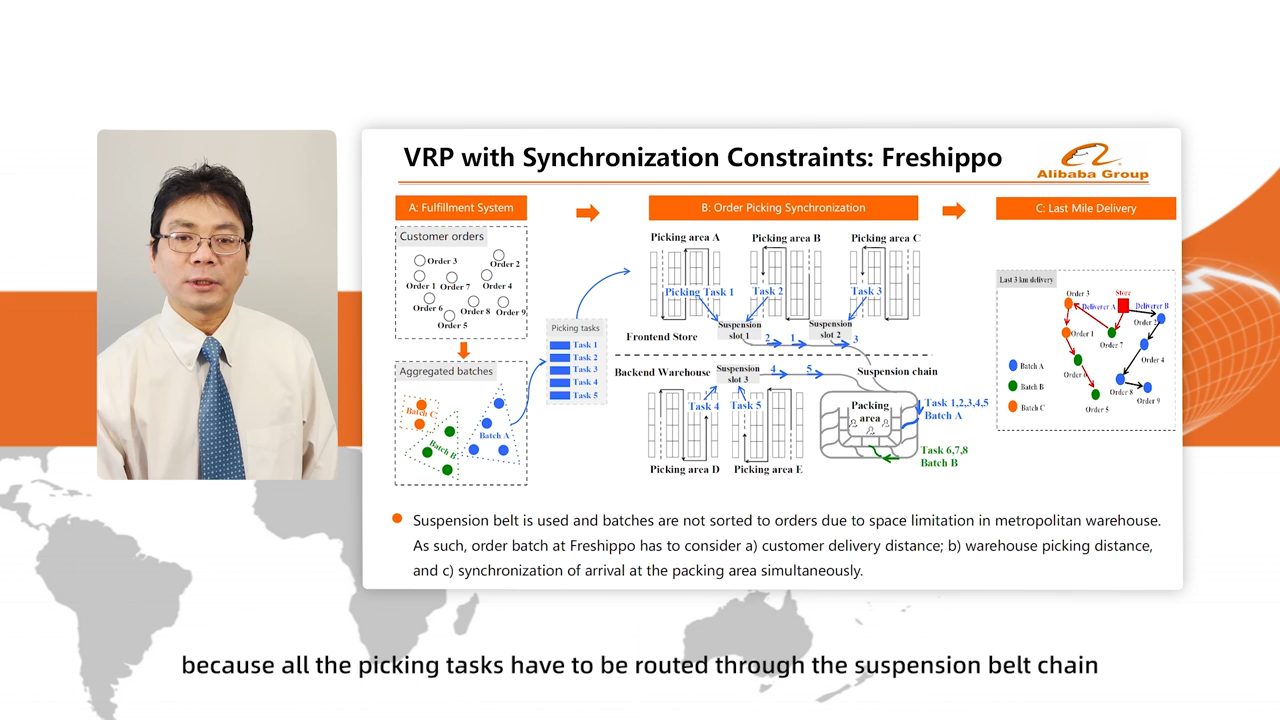 VRP with Synchronization Constraints: Freshippo
Alibaba Group
A: Fulfillment System
B: Order Picking Synchronization
C: Last Mile Delivery
Customer orders
Order 3
Order 2
Order 1
Order 7
Order 4
Order 6
Order 8
Order 9
Order 5
Aggregated batches
Batch C
Batch A
Batch B
Picking tasks
Task 1
Task 2
Task 3
Task 4
Task 5
Picking area A
Picking area B
Picking area C
Picking Task 1
Task 2
Task 3
Suspension
slot 1
Suspension
slot 2
2
1
3
Frontend Store
Backend Warehouse
Suspension
slot 3
4
5
Suspension chain
Task 4
Task 5
Packing
area
Task 1,2,3,4,5
Batch A
Task 6,7,8
Batch B
Picking area D
Picking area E
Last 3 km delivery
Order 3
Store
Deliverer A
Deliverer B
Order
Order 1
Order 7
Order 4
Order
Order 8
Order 9
Order 5
Batch A
Batch B
Batch C
Suspension belt is used and batches are not sorted to orders due to space limitation in metropolitan warehouse.
As such, order batch at Freshippo has to consider a) customer delivery distance; b) warehouse picking distance,
and c) synchronization of arrival at the packing area simultaneously.
because all the picking tasks have to be routed through the suspension belt chain